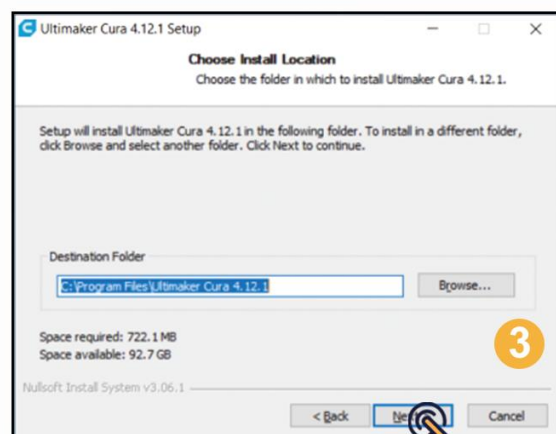 Ultimaker Cura 4.12.1 Setup
Choose Install Location
Choose the folder in which to install Ultimaker Cura 4.12.1.
Setup will install Ultimaker Cura 4.12.1 in the following folder. To install in a different folder,
click Browse and select another folder. Click Next to continue.
Destination Folder
C:\Program Files\Ultimaker Cura 4.12.1
Browse...
Space required: 722.1 MB
Space available: 92.7 GB
3
Nullsoft Install System v3.06.1
< Back
Cancel